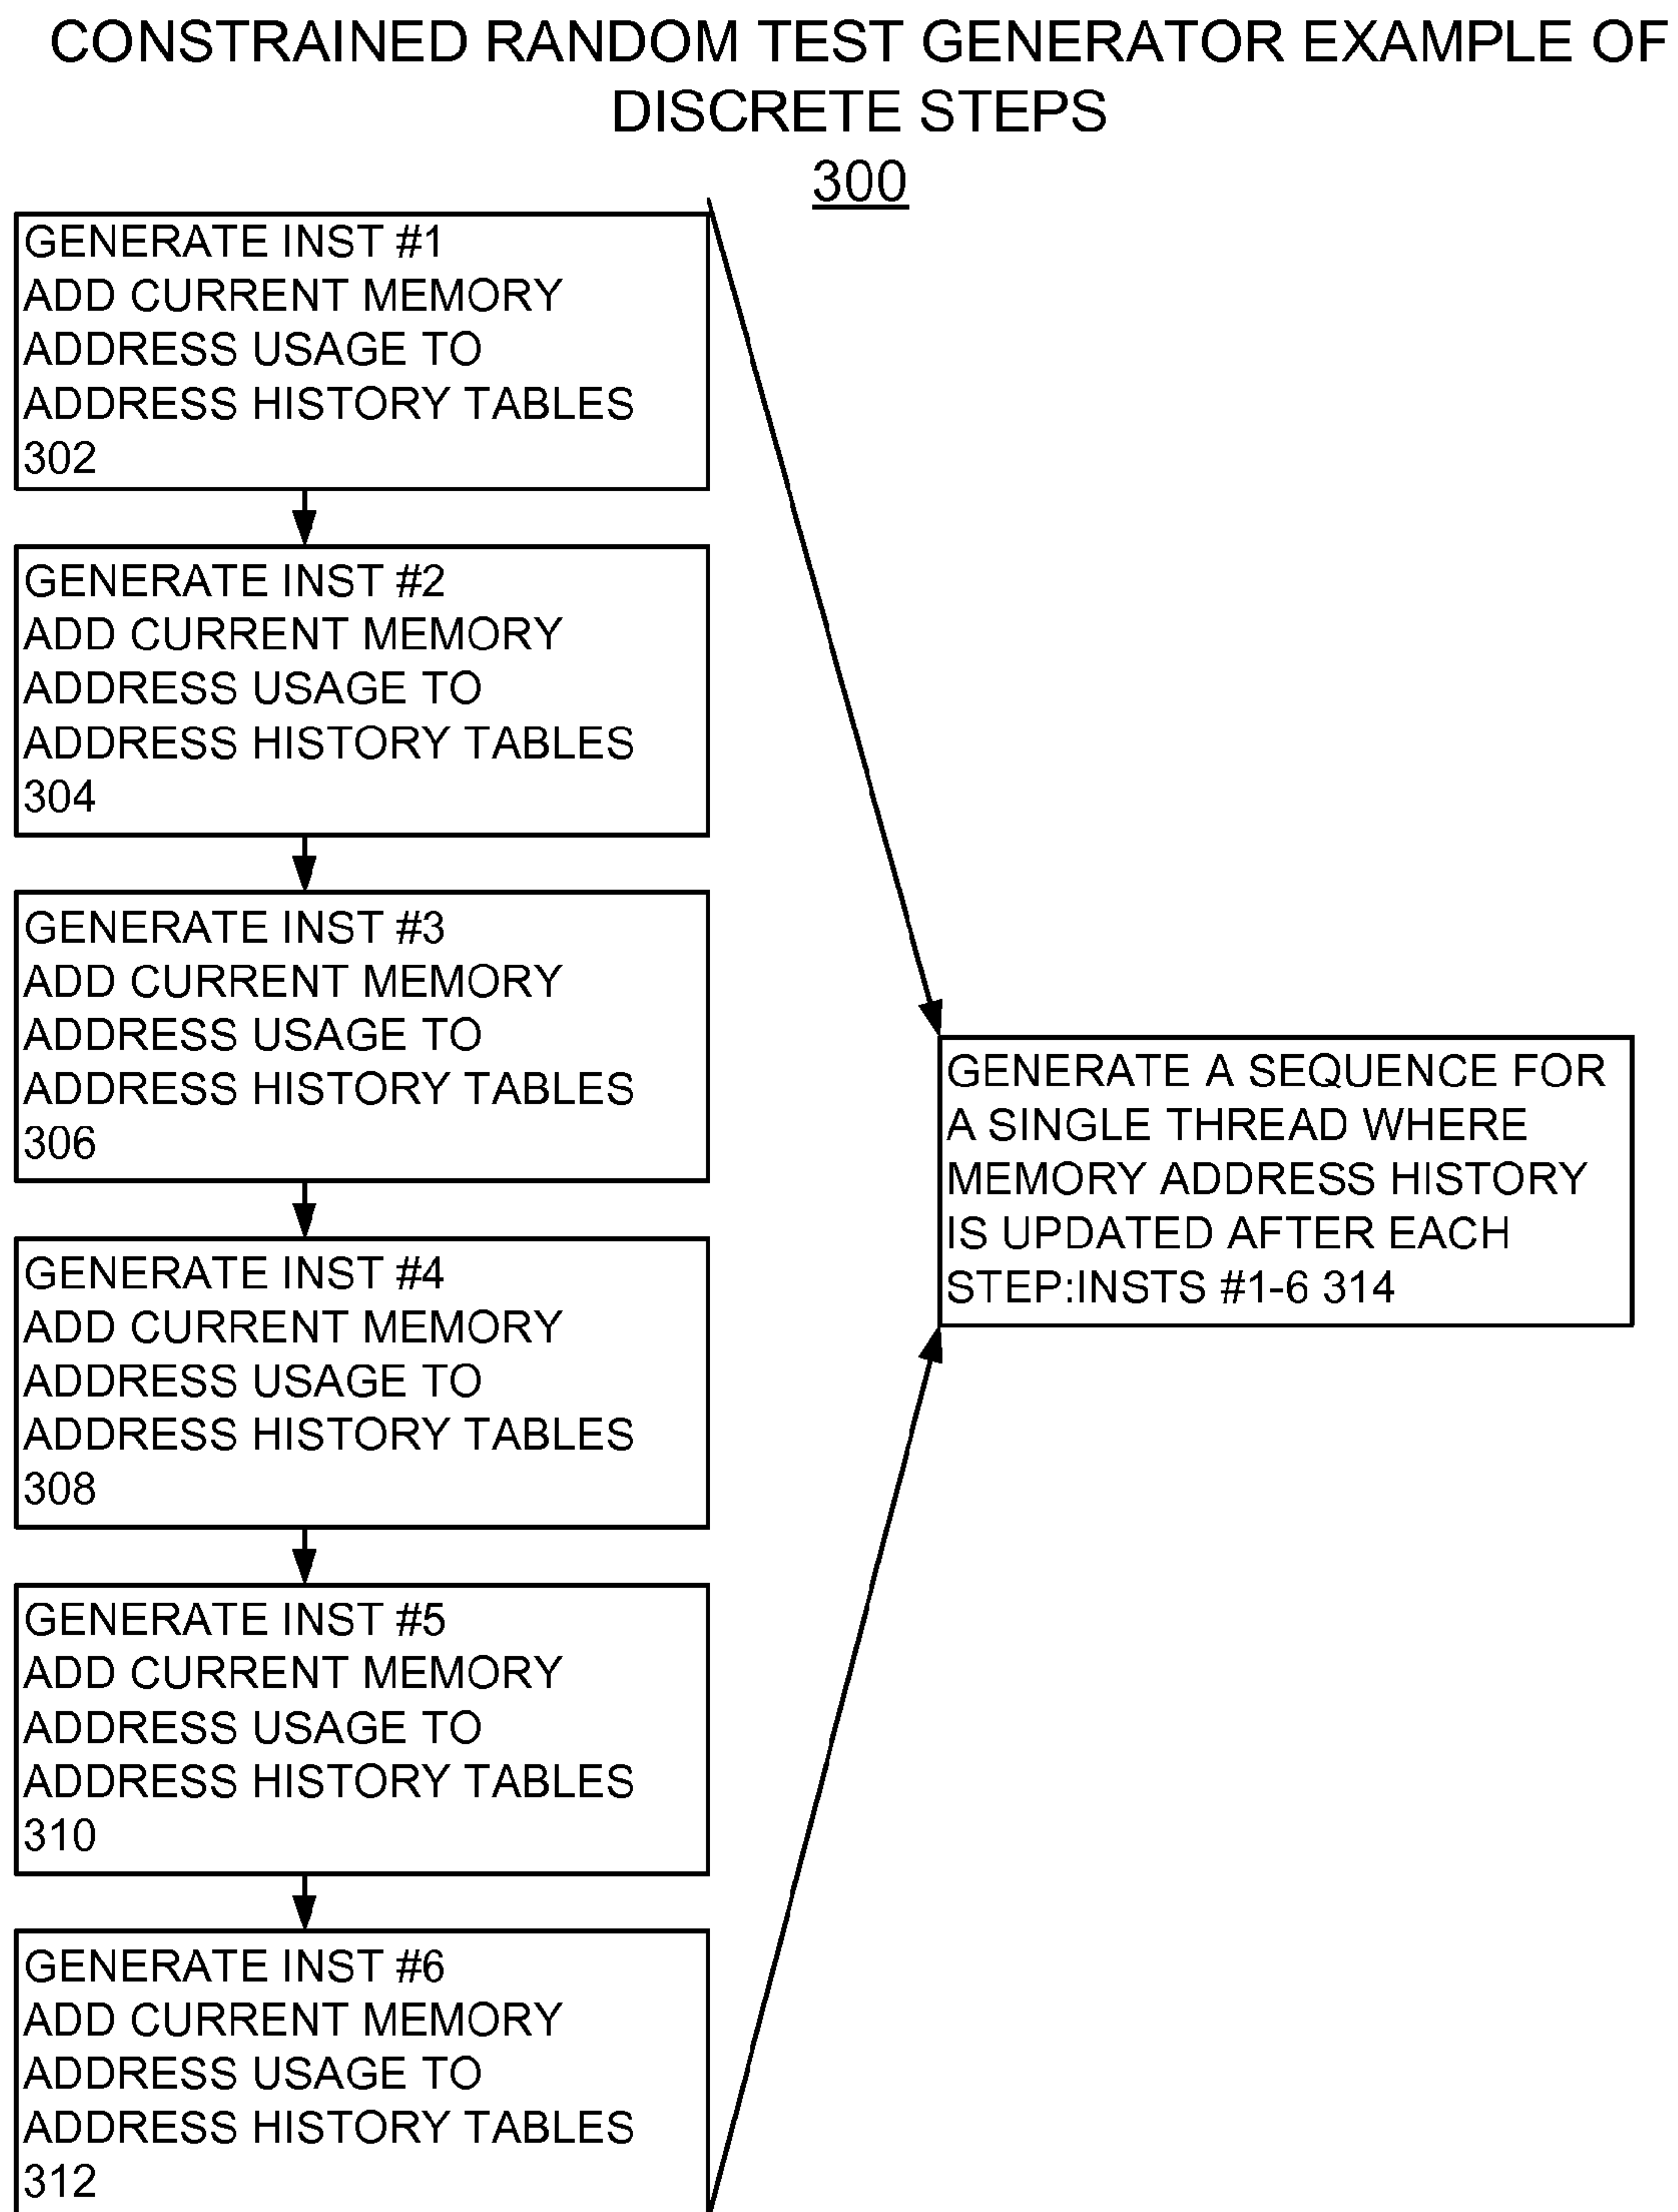 CONSTRAINED RANDOM TEST GENERATOR EXAMPLE OF
DISCRETE STEPS
300
GENERATE INST #1
ADD CURRENT MEMORY
ADDRESS USAGE TO
ADDRESS HISTORY TABLES
302
GENERATE INST #2
ADD CURRENT MEMORY
ADDRESS USAGE TO
ADDRESS HISTORY TABLES
304
GENERATE INST #3
ADD CURRENT MEMORY
ADDRESS USAGE TO
ADDRESS HISTORY TABLES
306
GENERATE INST #4
ADD CURRENT MEMORY
ADDRESS USAGE TO
ADDRESS HISTORY TABLES
308
GENERATE INST #5
ADD CURRENT MEMORY
ADDRESS USAGE TO
ADDRESS HISTORY TABLES
310
GENERATE INST #6
ADD CURRENT MEMORY
ADDRESS USAGE TO
ADDRESS HISTORY TABLES
312
GENERATE A SEQUENCE FOR
A SINGLE THREAD WHERE
MEMORY ADDRESS HISTORY
IS UPDATED AFTER EACH
STEP:INSTS #1-6 314